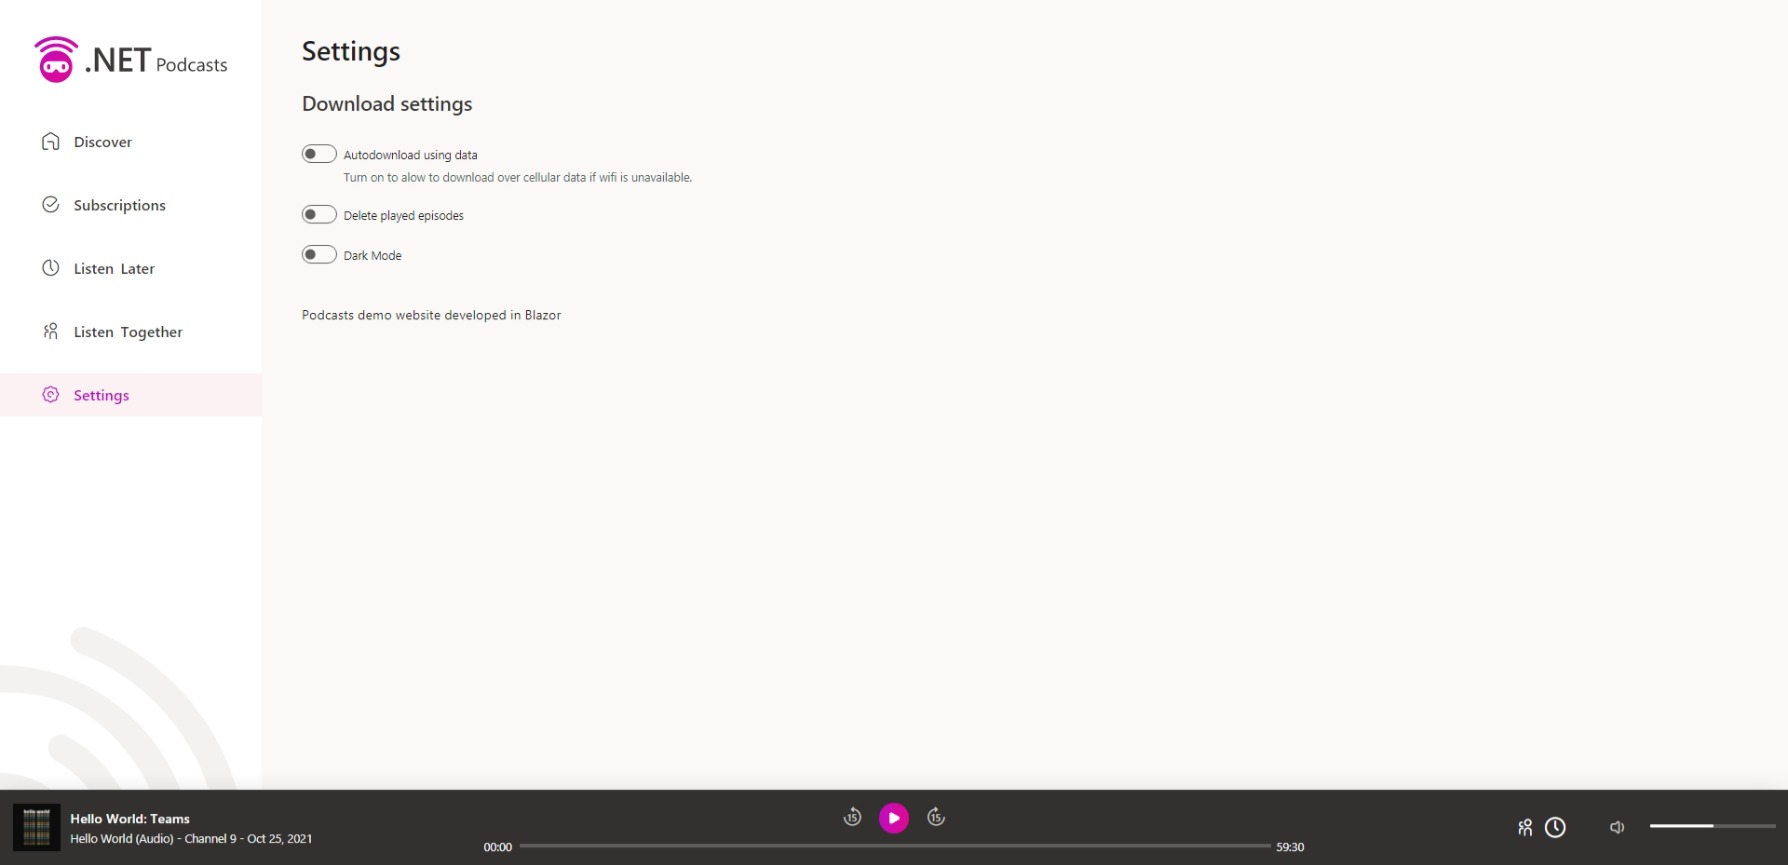 .NET Podcasts
Discover
Subscriptions
Listen Later
Listen Together
Settings
Settings
Download settings
Autodownload using data
Turn on to alow to download over cellular data if wifi is unavailable.
Delete played episodes
Dark Mode
Podcasts demo website developed in Blazor
hello world
Hello World: Teams
Hello World (Audio) - Channel 9 - Oct 25, 2021
15
15
00:00
59:30